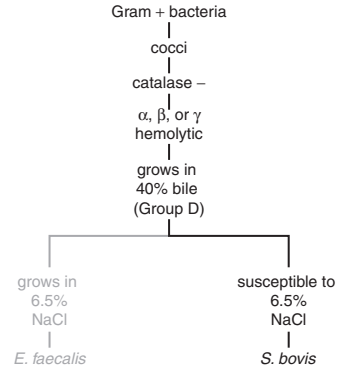 Gram + bacteria
cocci
catalase –
α, β, or γ
hemolytic
grows in
40% bile
(Group D)
grows in
6.5%
NaCl
E. faecalis
susceptible to
6.5%
NaCl
S. bovis